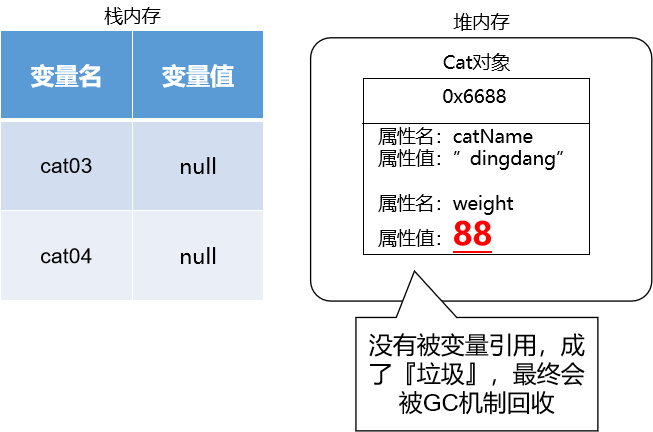 栈内存
变量名 变量值
cat03 null
cat04 null
堆内存
Cat对象
0x6688
属性名：catName
属性值：”dingdang”
属性名：weight
属性值：88
没有被变量引用，成
了『垃圾』，最终会
被GC机制回收